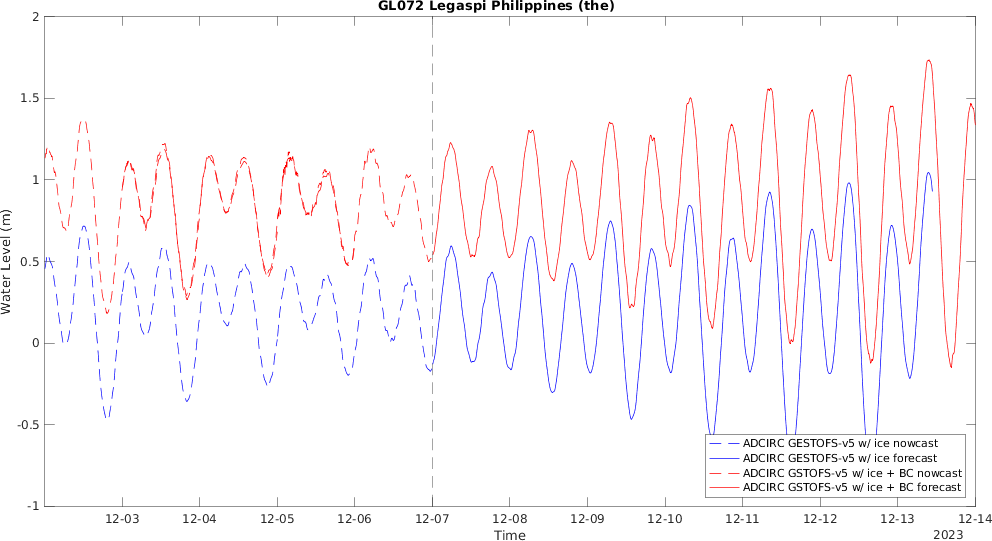 GL072 Legaspi Philippines (the)
2
1.5
1
0.5
0
-0.5
-1
Water Level (m)
ADCIRC GESTOFS-v5 w/ ice nowcast
ADCIRC GESTOFS-v5 w/ ice forecast
ADCIRC GSTOFS-v5 w/ ice + BC nowcast
ADCIRC GSTOFS-v5 w/ ice + BC forecast
12-03 12-04 12-05 12-06 12-07 12-08 12-09 12-10 12-11 12-12 12-13 12-14
Time
2023